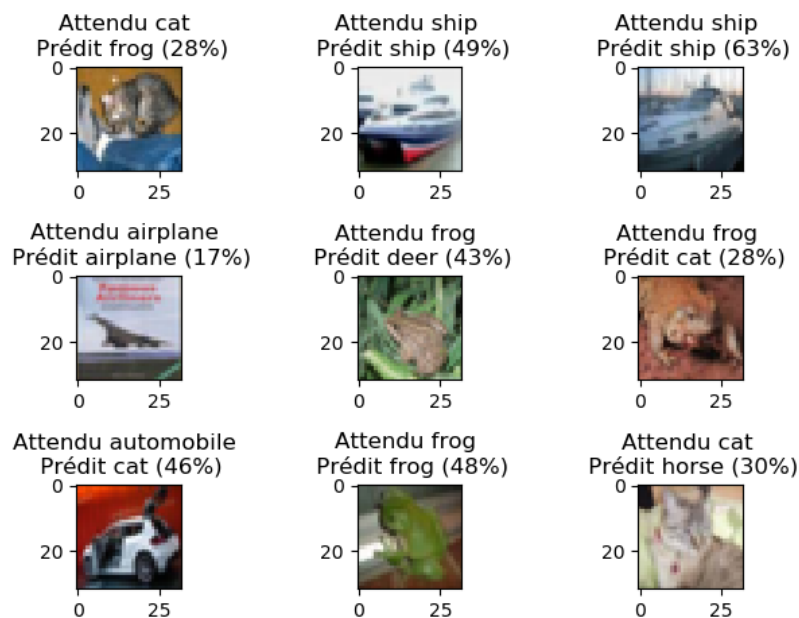 Attendu cat
Prédit frog (28%)
Attendu ship
Prédit ship (49%)
Attendu ship
Prédit ship (63%)
0
20
0 25
0
20
0 25
0
20
0 25
Attendu airplane
Prédit airplane (17%)
Attendu frog
Prédit deer (43%)
Attendu frog
Prédit cat (28%)
0
20
0 25
0
20
0 25
0
20
0 25
Attendu automobile
Prédit cat (46%)
Attendu frog
Prédit frog (48%)
Attendu cat
Prédit horse (30%)
0
20
0 25
0
20
0 25
0
20
0 25